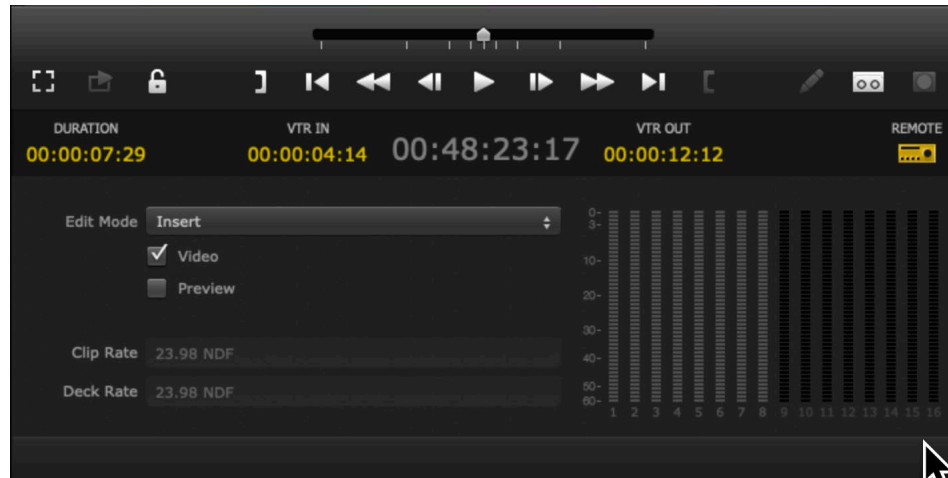 DURATION VTR IN VTR OUT REMOTE
00:00:07:29 00:00:04:14 00:48:23:17 00:00:12:12
Edit Mode Insert
Video
Preview
Clip Rate 23.98 NDF
Deck Rate 23.98 NDF
0-
3-
10-
20-
30-
40-
50-
60-
1 2 3 4 5 6 7 8 9 10 11 12 13 14 15 16